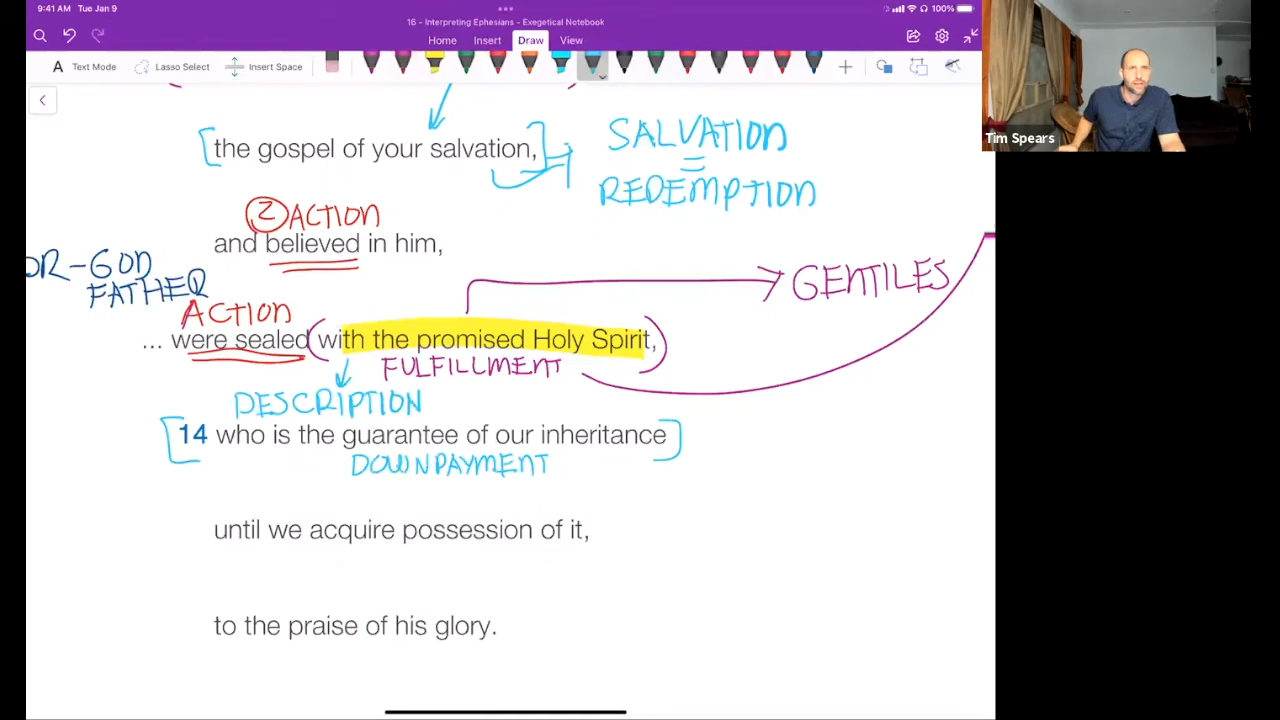 9:41 AM Tue Jan 9
100%
16 - Interpreting Ephesians - Exegetical Notebook
Home Insert Draw View
A Text Mode Lasso Select Insert Space
Tim Spears
the gospel of your salvation,
SALVATION
=
REDEMPTION
2 ACTION
and believed in him,
OR-GOD
FATHER
GENTILES
ACTION
... were sealed (with the promised Holy Spirit,)
FULFILLMENT
DESCRIPTION
[14 who is the guarantee of our inheritance]
DOWNPAYMENT
until we acquire possession of it,
to the praise of his glory.